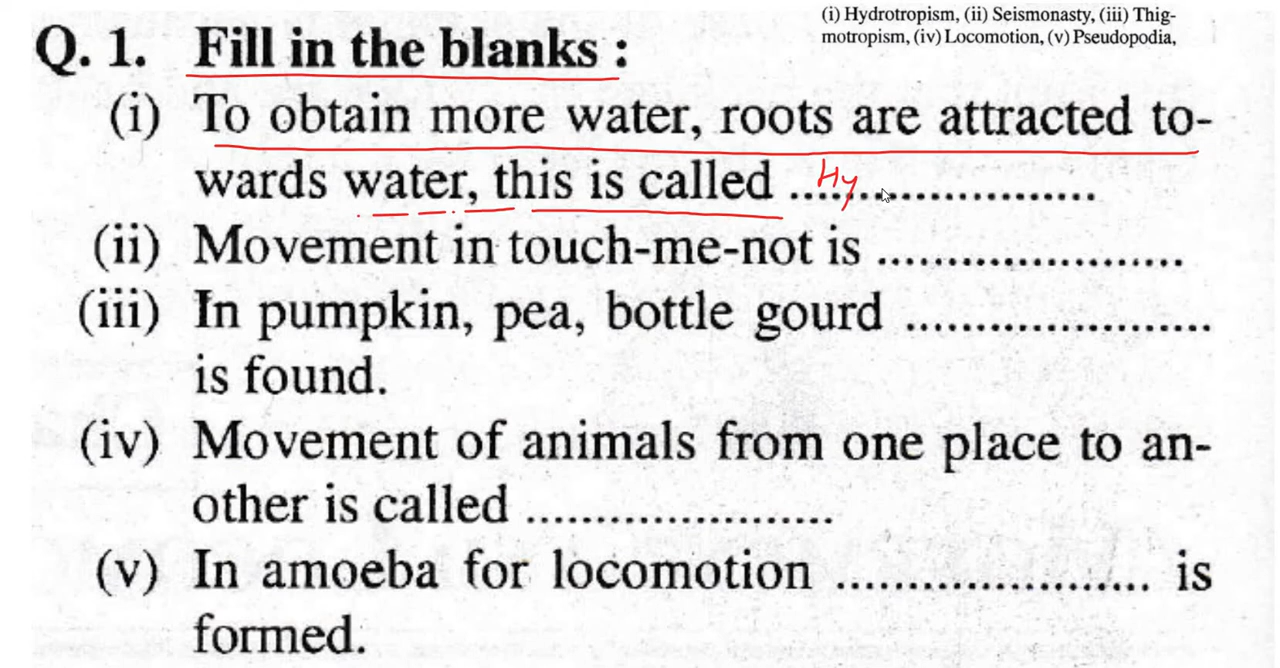 (i) Hydrotropism, (ii) Seismonasty, (iii) Thig-
motropism, (iv) Locomotion, (v) Pseudopodia,
Q. 1. Fill in the blanks :
(i) To obtain more water, roots are attracted to-
wards water, this is called ...Hy......................
(ii) Movement in touch-me-not is ......................
(iii) In pumpkin, pea, bottle gourd ......................
is found.
(iv) Movement of animals from one place to an-
other is called ......................
(v) In amoeba for locomotion ...................... is
formed.